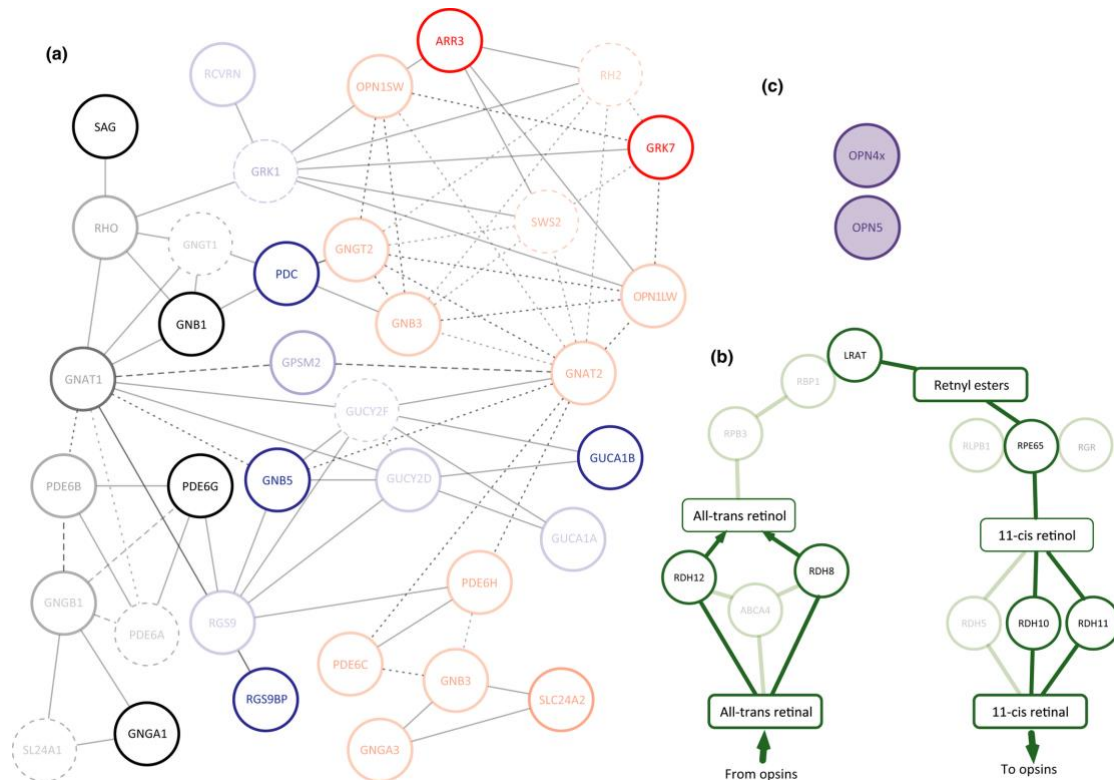 (a)
ARR3
RCVRN
OPN1SW
RH2
(c)
SAG
GRK7
OPN4x
GRK1
RHO
GNGT1
SWS2
OPN5
GNGT2
PDC
OPN1LW
GNB1
GNB3
(b)
LRAT
GPSM2
GNAT1
GNAT2
RBP1
Retnyl esters
GUCY2F
RPB3
RLPB1
RPE65
RGR
GUCA1B
PDE6B
PDE6G
GNB5
GUCY2D
All-trans retinol
11-cis retinol
GUCA1A
RDH12
RDH8
PDE6H
GNGB1
ABCA4
PDE6A
RGS9
RDH5
RDH10
RDH11
PDE6C
GNB3
RGS9BP
SLC24A2
All-trans retinal
11-cis retinal
SL24A1
GNGA1
GNGA3
From opsins
To opsins